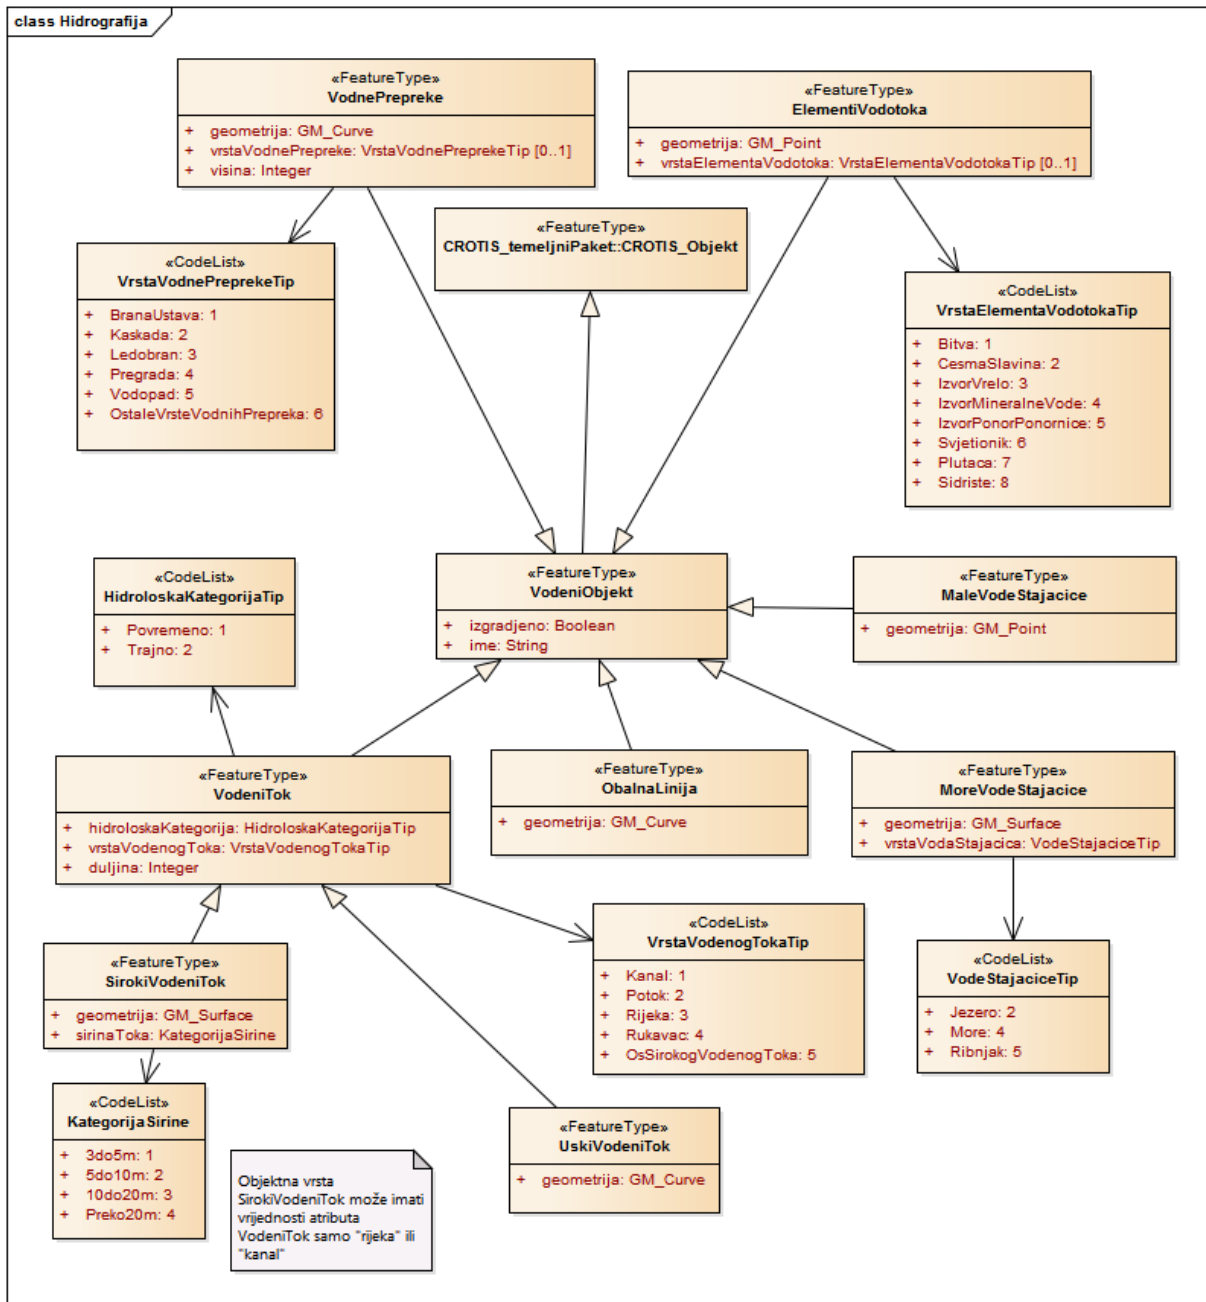 class Hidrografija
«FeatureType»
VodnePrepreke
+ geometrija: GM_Curve
+ vrstaVodnePrepreke: VrstaVodnePreprekeTip [0..1]
+ visina: Integer
«FeatureType»
ElementiVodotoka
+ geometrija: GM_Point
+ vrstaElementaVodotoka: VrstaElementaVodotokaTip [0..1]
«FeatureType»
CROTIS_temeljniPaket::CROTIS_Objekt
«CodeList»
VrstaVodnePreprekeTip
+ BranaUstava: 1
+ Kaskada: 2
+ Ledobran: 3
+ Pregrada: 4
+ Vodopad: 5
+ OstaleVrsteVodnihPrepreka: 6
«CodeList»
VrstaElementaVodotokaTip
+ Bitva: 1
+ CesmaSlavina: 2
+ IzvorVrelo: 3
+ IzvorMineralneVode: 4
+ IzvorPonorPonornice: 5
+ Svjetionik: 6
+ Plutaca: 7
+ Sidriste: 8
«CodeList»
HidroloskaKategorijaTip
+ Povremeno: 1
+ Trajno: 2
«FeatureType»
VodeniObjekt
+ izgradjeno: Boolean
+ ime: String
«FeatureType»
MaleVodeStajacice
+ geometrija: GM_Point
«FeatureType»
VodeniTok
+ hidroloskaKategorija: HidroloskaKategorijaTip
+ vrstaVodenogToka: VrstaVodenogTokaTip
+ duljina: Integer
«FeatureType»
ObalnaLinija
+ geometrija: GM_Curve
«FeatureType»
MoreVodeStajacice
+ geometrija: GM_Surface
+ vrstaVodaStajacica: VodeStajaciceTip
«FeatureType»
SirokiVodeniTok
+ geometrija: GM_Surface
+ sirinaToka: KategorijaSirine
«CodeList»
VrstaVodenogTokaTip
+ Kanal: 1
+ Potok: 2
+ Rijeka: 3
+ Rukavac: 4
+ OsSirokogVodenogToka: 5
«CodeList»
VodeStajaciceTip
+ Jezero: 2
+ More: 4
+ Ribnjak: 5
«CodeList»
KategorijaSirine
+ 3do5m: 1
+ 5do10m: 2
+ 10do20m: 3
+ Preko20m: 4
«FeatureType»
UskiVodeniTok
+ geometrija: GM_Curve
Objektna vrsta
SirokiVodeniTok može imati
vrijednosti atributa
VodeniTok samo "rijeka" ili
"kanal"